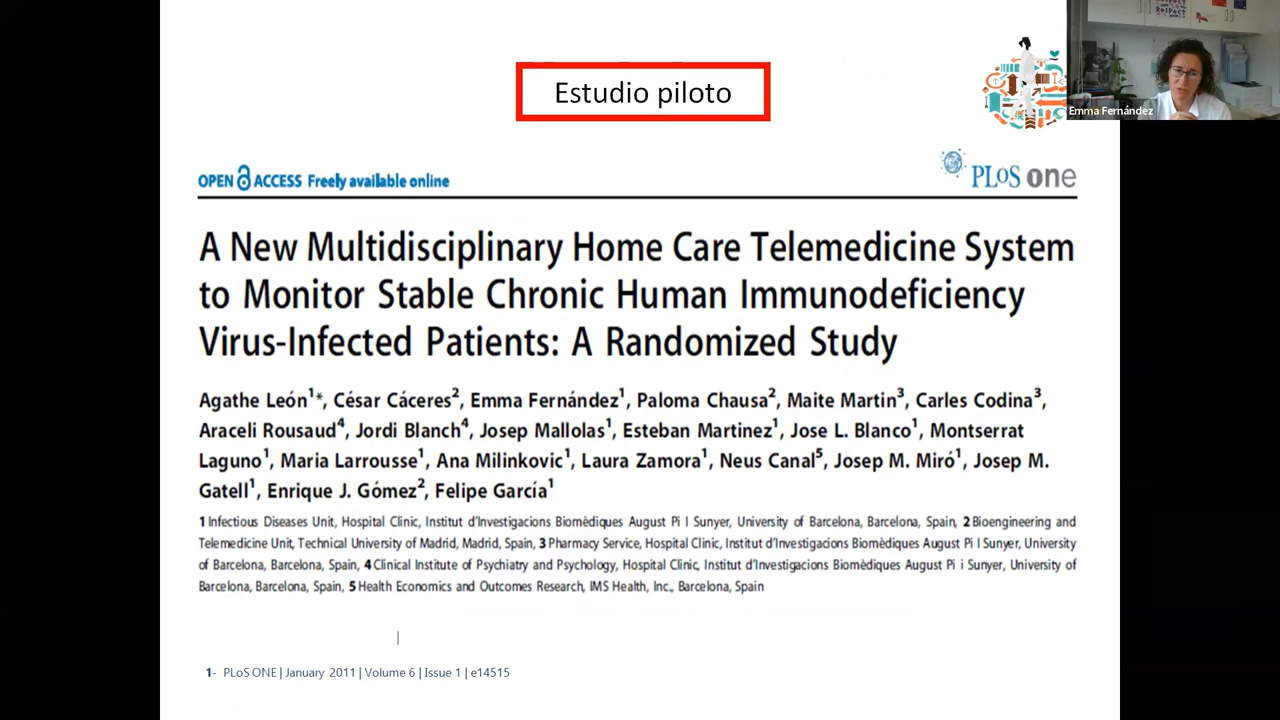 Estudio piloto
Emma Fernández
OPEN ACCESS Freely available online
PLoS one
A New Multidisciplinary Home Care Telemedicine System
to Monitor Stable Chronic Human Immunodeficiency
Virus-Infected Patients: A Randomized Study
Agathe León1*, César Cáceres2, Emma Fernández1, Paloma Chausa2, Maite Martin3, Carles Codina3,
Araceli Rousaud4, Jordi Blanch4, Josep Mallolas1, Esteban Martinez1, Jose L. Blanco1, Montserrat
Laguno1, Maria Larrousse1, Ana Milinkovic1, Laura Zamora1, Neus Canal5, Josep M. Miró1, Josep M.
Gatell1, Enrique J. Gómez2, Felipe García1
1 Infectious Diseases Unit, Hospital Clinic, Institut d'Investigacions Biomèdiques August Pi I Sunyer, University of Barcelona, Barcelona, Spain, 2 Bioengineering and
Telemedicine Unit, Technical University of Madrid, Madrid, Spain, 3 Pharmacy Service, Hospital Clinic, Institut d'Investigacions Biomèdiques August Pi I Sunyer, University
of Barcelona, Barcelona, Spain, 4 Clinical Institute of Psychiatry and Psychology, Hospital Clinic, Institut d'Investigacions Biomèdiques August Pi i Sunyer, University of
Barcelona, Barcelona, Spain, 5 Health Economics and Outcomes Research, IMS Health, Inc., Barcelona, Spain
1- PLoS ONE | January 2011 | Volume 6 | Issue 1 | e14515